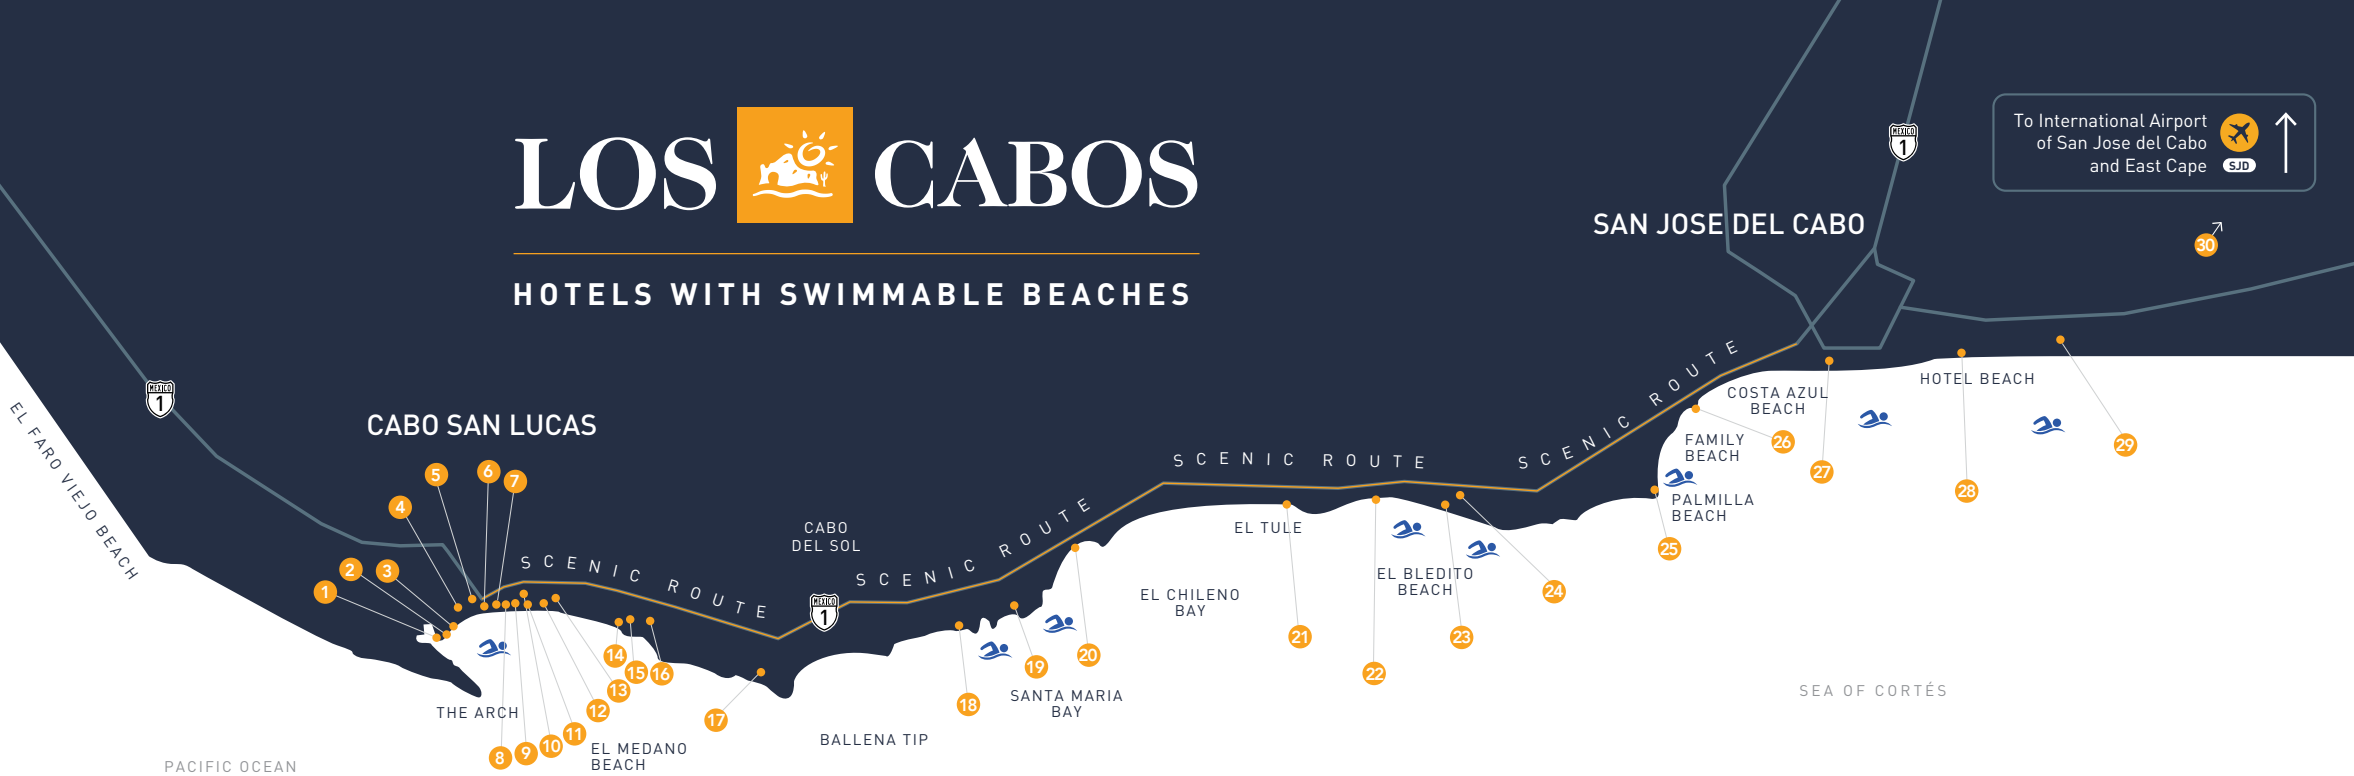 LOS CABOS
HOTELS WITH SWIMMABLE BEACHES
To International Airport
of San Jose del Cabo
and East Cape
SJD
MEXICO
1
SAN JOSE DEL CABO
30
MEXICO
1
EL FARO VIEJO BEACH
CABO SAN LUCAS
1
2
3
4
5
6
7
SCENIC ROUTE
CABO
DEL SOL
MEXICO
1
SCENIC ROUTE
SCENIC ROUTE
SCENIC ROUTE
COSTA AZUL
BEACH
HOTEL BEACH
FAMILY
BEACH
26
27
28
29
PALMILLA
BEACH
25
EL TULE
EL BLEDITO
BEACH
24
EL CHILENO
BAY
21
22
23
14
15
16
13
12
11
10
9
8
17
18
19
20
SANTA MARIA
BAY
THE ARCH
EL MEDANO
BEACH
BALLENA TIP
SEA OF CORTÉS
PACIFIC OCEAN